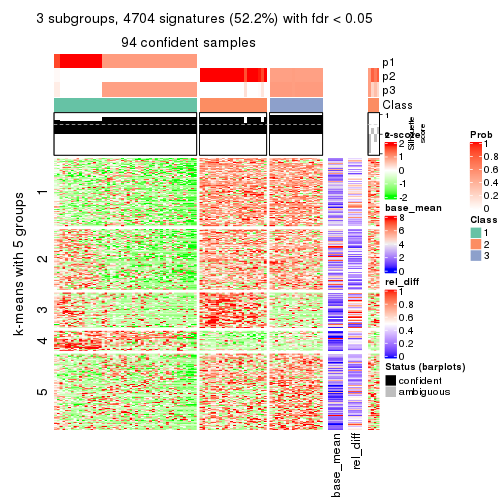 3 subgroups, 4704 signatures (52.2%) with fdr < 0.05
94 confident samples
p1
p2
p3
Class
1
Silhouette
score
k-means with 5 groups
1
2
3
4
5
base_mean
rel_diff
z-score
2
1
0
-1
-2
base_mean
8
6
4
2
0
rel_diff
1
0.8
0.6
0.4
0.2
0
Status (barplots)
confident
ambiguous
Prob
1
0.8
0.6
0.4
0.2
0
Class
1
2
3